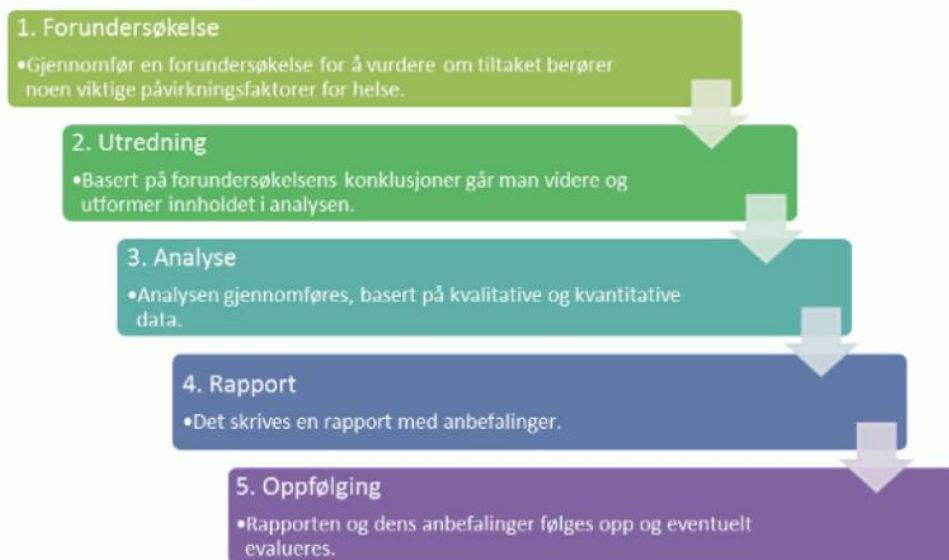 1. Forundersøkelse
•Gjennomfør en forundersøkelse for å vurdere om tiltaket berører
noen viktige påvirkningsfaktorer for helse.
2. Utredning
•Basert på forundersøkelsens konklusjoner går man videre og
utformer innholdet i analysen.
3. Analyse
•Analysen gjennomføres, basert på kvalitative og kvantitative
data.
4. Rapport
•Det skrives en rapport med anbefalinger.
5. Oppfølging
•Rapporten og dens anbefalinger følges opp og eventuelt
evalueres.